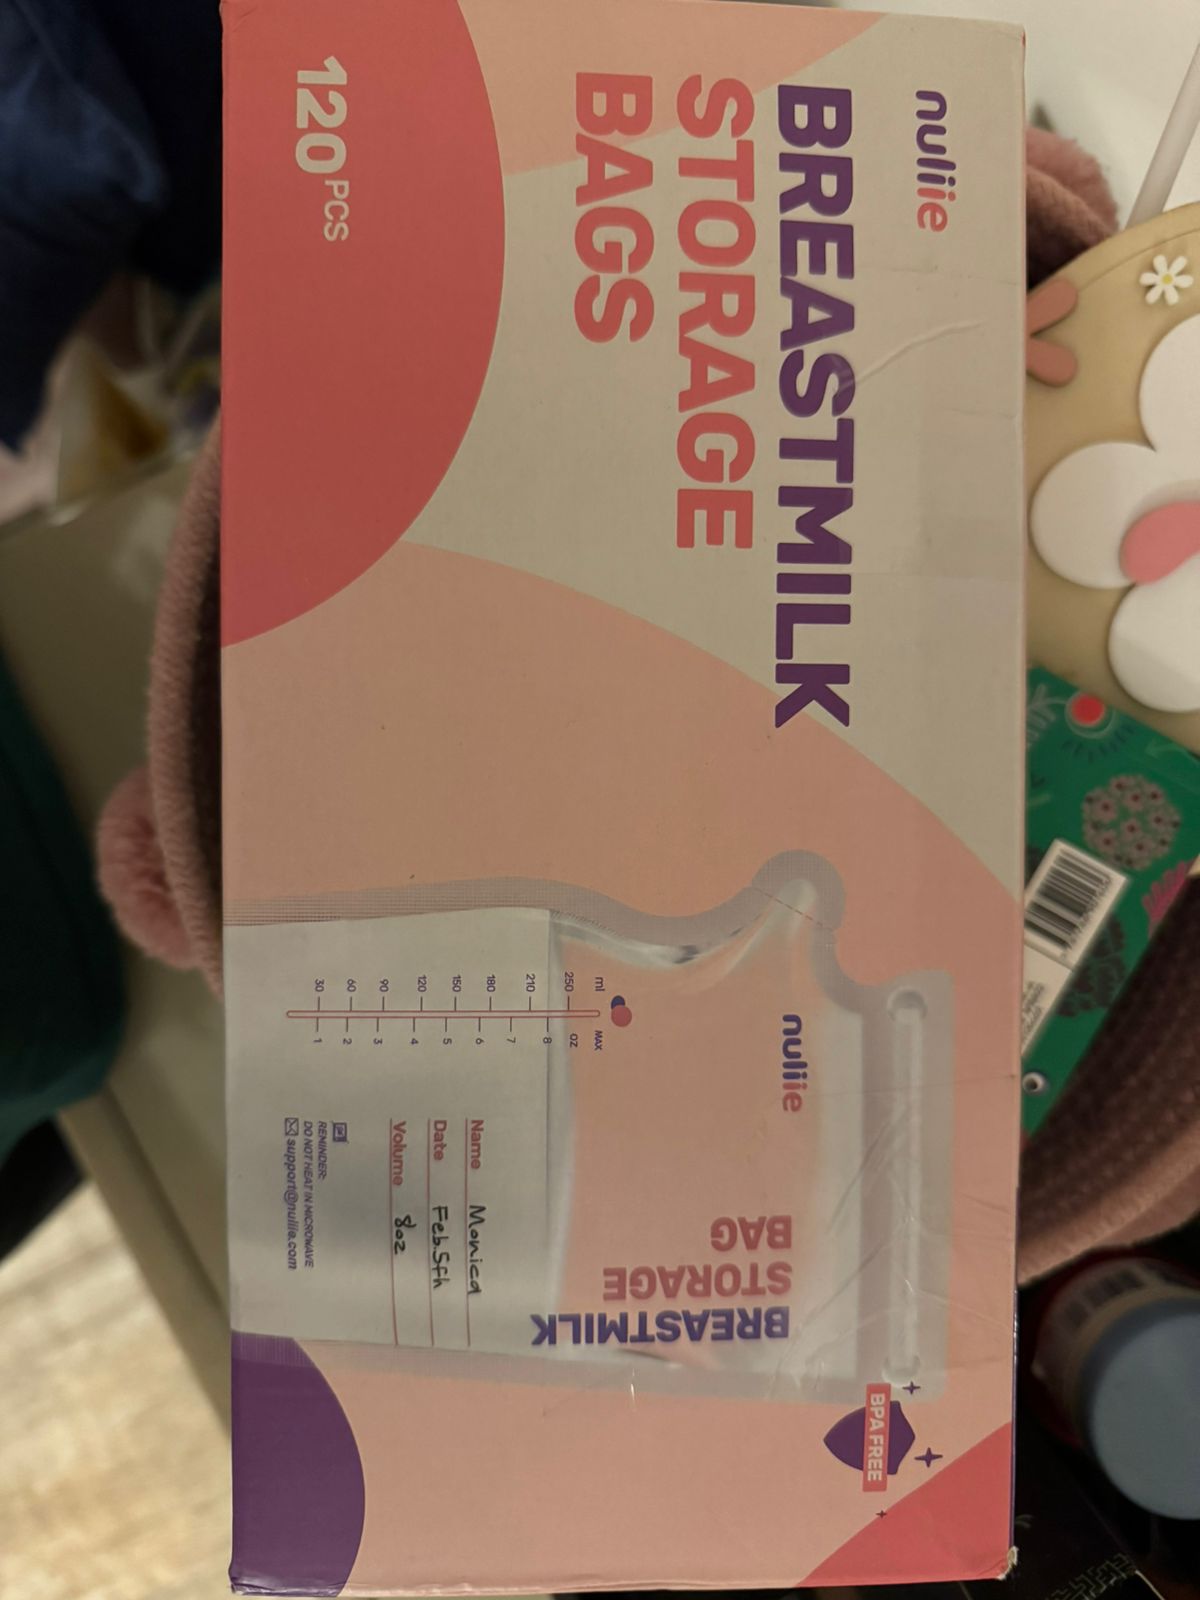 nuliie
BREASTMILK
STORAGE
BAGS
120 PCS
nuliie
BREASTMILK
STORAGE
BAG
ml
MAX
OZ
250
210
8
7
180
6
150
5
120
4
90
3
60
2
30
1
Name Monica
Date Feb.5th
Volume 8oz
REMINDER:
DO NOT HEAT IN MICROWAVE
support@nuliie.com
BPA FREE